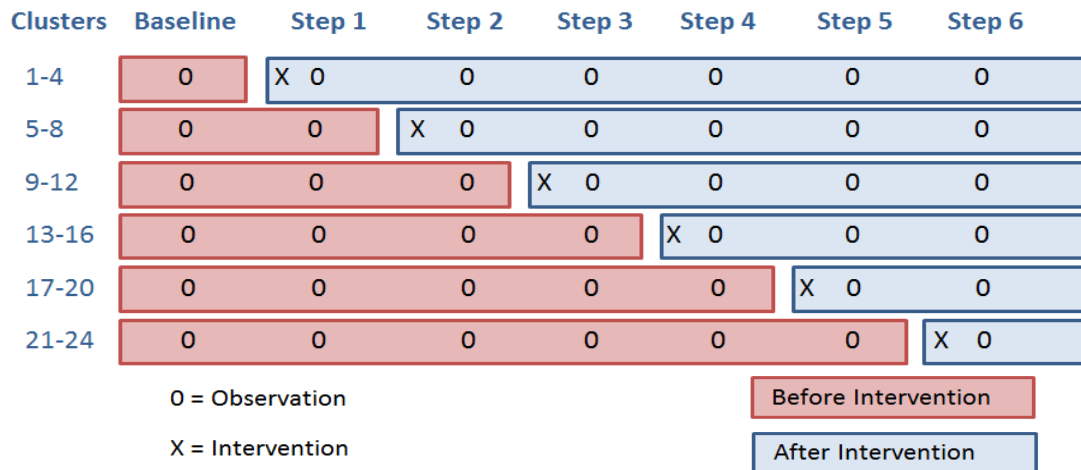 Clusters Baseline Step 1 Step 2 Step 3 Step 4 Step 5 Step 6
1-4 0 X 0 0 0 0 0 0
5-8 0 0 X 0 0 0 0 0
9-12 0 0 0 X 0 0 0 0
13-16 0 0 0 0 X 0 0 0
17-20 0 0 0 0 0 X 0 0
21-24 0 0 0 0 0 0 X 0
0 = Observation Before Intervention
X = Intervention After Intervention